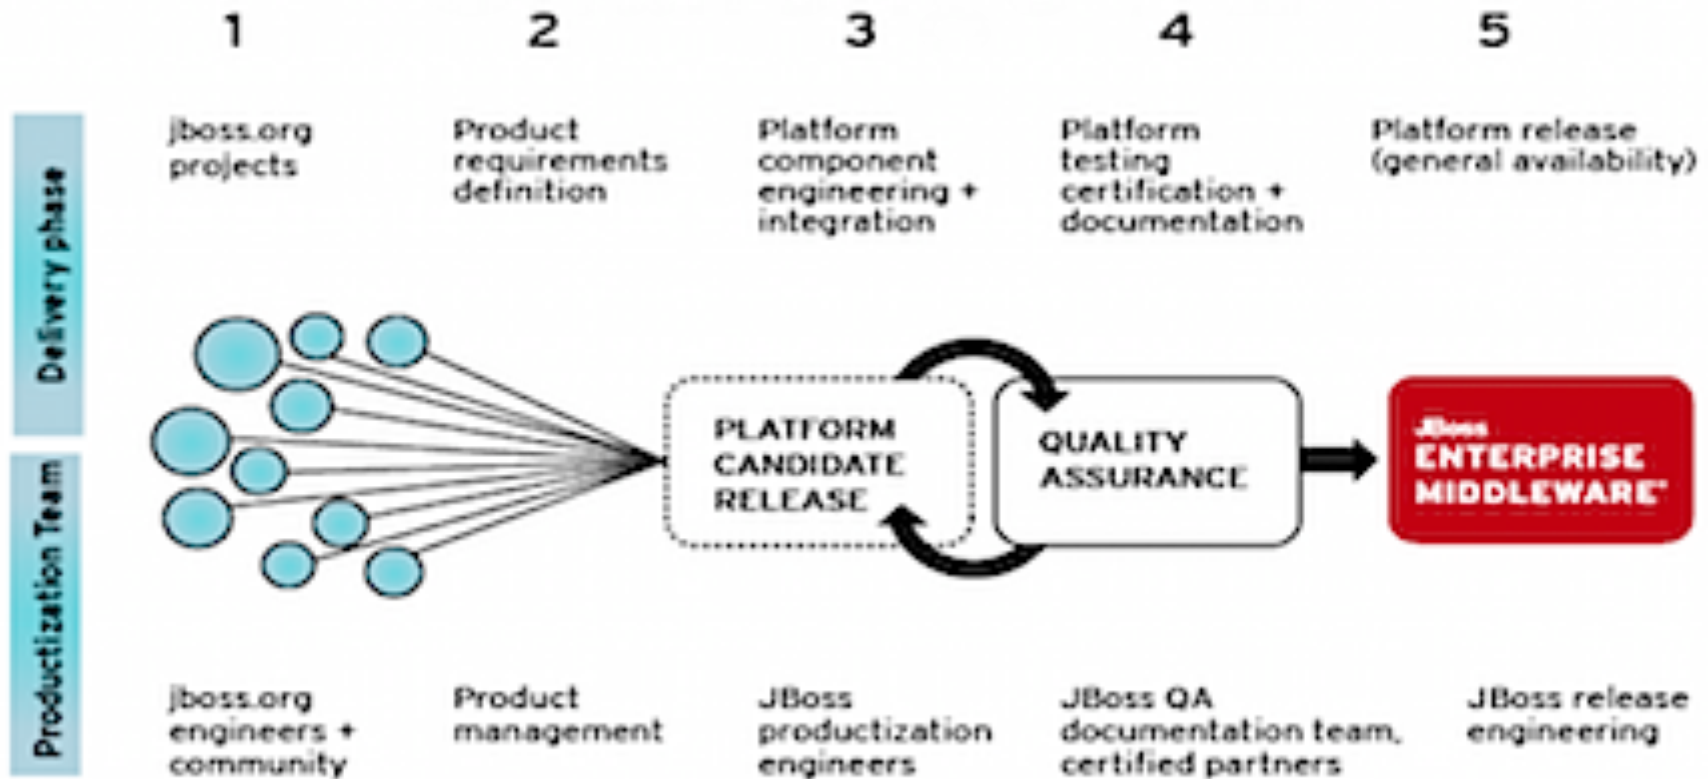 1 2 3 4 5
Delivery phase
jboss.org
projects
Product
requirements
definition
Platform
component
engineering +
integration
Platform
testing
certification +
documentation
Platform release
(general availability)
PLATFORM
CANDIDATE
RELEASE
QUALITY
ASSURANCE
JBoss
ENTERPRISE
MIDDLEWARE
Productization Team
jboss.org
engineers +
community
Product
management
JBoss
productization
engineers
JBoss QA
documentation team,
certified partners
JBoss release
engineering